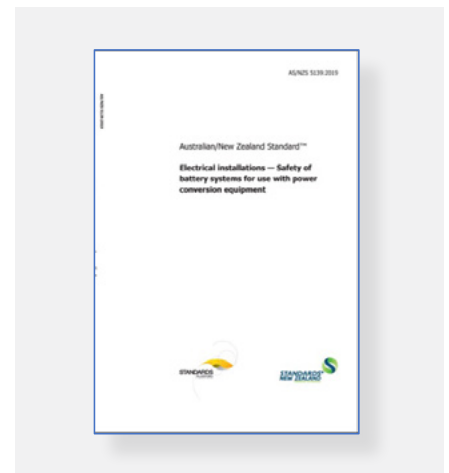 AS/NZS 5139:2019
Australian/New Zealand Standard™
Electrical installations — Safety of
battery systems for use with power
conversion equipment
STANDARDS
STANDARDS
NEW ZEALAND